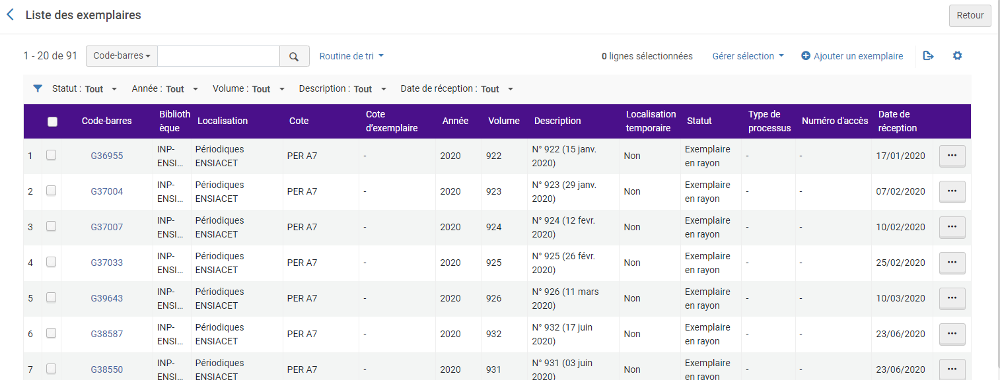 Liste des exemplaires
Retour
1 - 20 de 91 Code-barres Routine de tri 0 lignes sélectionnées Gérer sélection Ajouter un exemplaire
Statut : Tout Année : Tout Volume : Tout Description : Tout Date de réception : Tout
Code-barres Biblioth èque Localisation Cote Cote d'exemplaire Année Volume Description Localisation temporaire Statut Type de processus Numéro d'accès Date de réception
1 G36955 INP- ENSI... Périodiques ENSIACET PER A7 - 2020 922 N° 922 (15 janv. 2020) Non Exemplaire en rayon - - 17/01/2020 ...
2 G37004 INP- ENSI... Périodiques ENSIACET PER A7 - 2020 923 N° 923 (29 janv. 2020) Non Exemplaire en rayon - - 07/02/2020 ...
3 G37007 INP- ENSI... Périodiques ENSIACET PER A7 - 2020 924 N° 924 (12 fevr. 2020) Non Exemplaire en rayon - - 10/02/2020 ...
4 G37033 INP- ENSI... Périodiques ENSIACET PER A7 - 2020 925 N° 925 (26 févr. 2020) Non Exemplaire en rayon - - 25/02/2020 ...
5 G39643 INP- ENSI... Périodiques ENSIACET PER A7 - 2020 926 N° 926 (11 mars 2020) Non Exemplaire en rayon - - 10/03/2020 ...
6 G38587 INP- ENSI... Périodiques ENSIACET PER A7 - 2020 932 N° 932 (17 juin 2020) Non Exemplaire en rayon - - 23/06/2020 ...
7 G38550 INP- ENSI... Périodiques ENSIACET PER A7 - 2020 931 N° 931 (03 juin 2020) Non Exemplaire en rayon - - 23/06/2020 ...